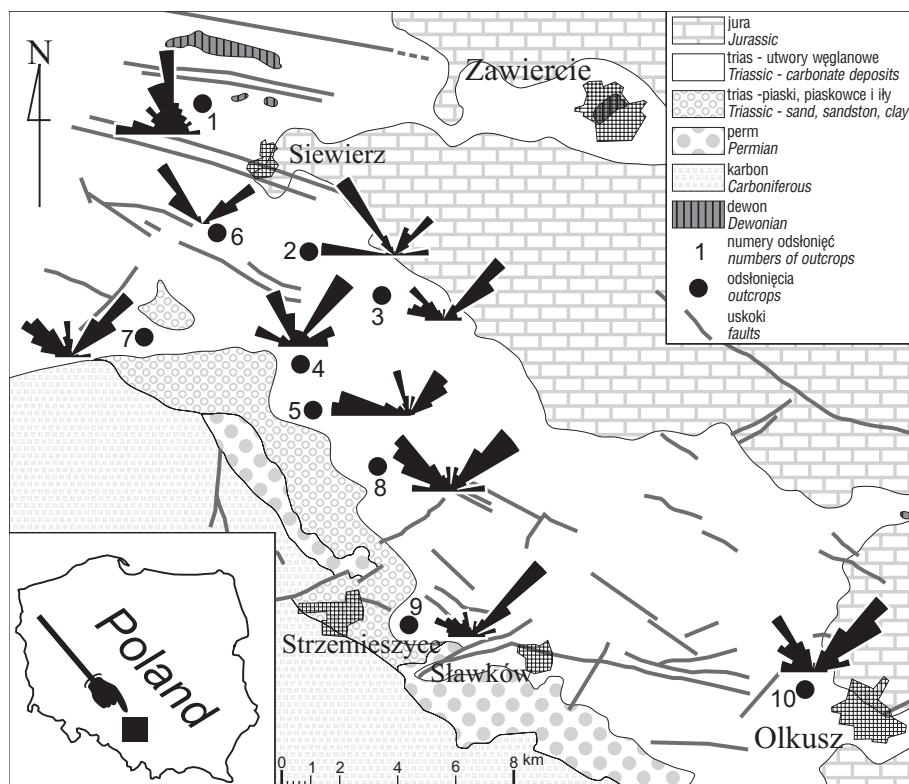 N
Zawiercie
Siewierz
1
6
2
3
7
4
5
8
9
Strzemieszyce
Sławków
10
Olkusz
Poland
0 1 2 4 6 8 km
jura
Jurassic
trias - utwory węglanowe
Triassic - carbonate deposits
trias -piaski, piaskowce i iły
Triassic - sand, sandston, clay
perm
Permian
karbon
Carboniferous
dewon
Dewonian
1
numery odsłonięć
numbers of outcrops
odsłonięcia
outcrops
uskoki
faults